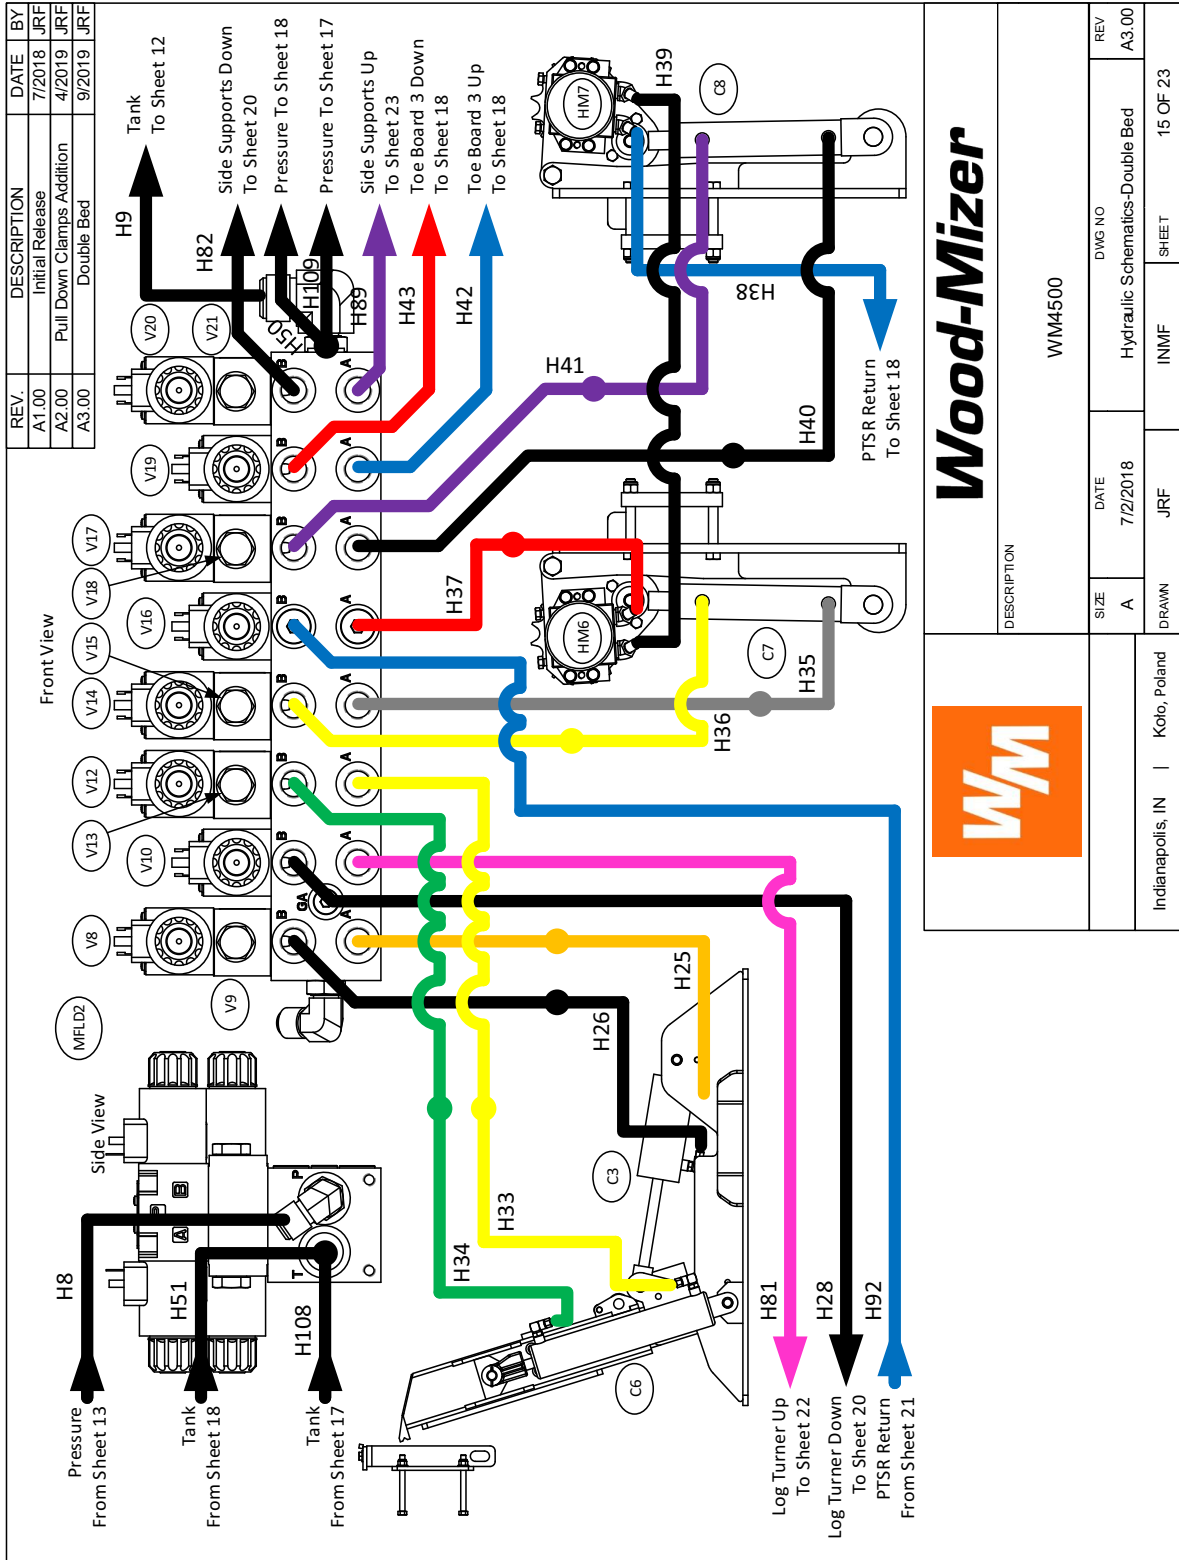 REV. DESCRIPTION DATE BY
A1.00 Initial Release 7/2018 JRF
A2.00 Pull Down Clamps Addition 4/2019 JRF
A3.00 Double Bed 9/2019 JRF
Front View
Side View
MFLD2
V8
V9
V10
V13
V12
V14
V15
V16
V18
V17
V19
V20
V21
B
B
B
B
B
B
B
B
A
A
A
A
A
A
A
A
GA
A
P
B
T
P
H8
Pressure
From Sheet 13
H51
Tank
From Sheet 18
H108
Tank
From Sheet 17
H9
Tank
To Sheet 12
H82
Side Supports Down
To Sheet 20
H50
Pressure To Sheet 18
H109
Pressure To Sheet 17
H89
Side Supports Up
To Sheet 23
H43
Toe Board 3 Down
To Sheet 18
H42
Toe Board 3 Up
To Sheet 18
H41
H40
H39
H38
PTSR Return
To Sheet 18
H37
H36
H35
H34
H33
H26
H25
C3
C6
C7
C8
HM6
HM7
H81
Log Turner Up
To Sheet 22
H28
Log Turner Down
To Sheet 20
H92
PTSR Return
From Sheet 21
WM
Indianapolis, IN | Koło, Poland
Wood-Mizer
DESCRIPTION
WM4500
SIZE DATE DWG NO REV
A 7/2/2018 Hydraulic Schematics-Double Bed A3.00
DRAWN JRF INMF SHEET 15 OF 23